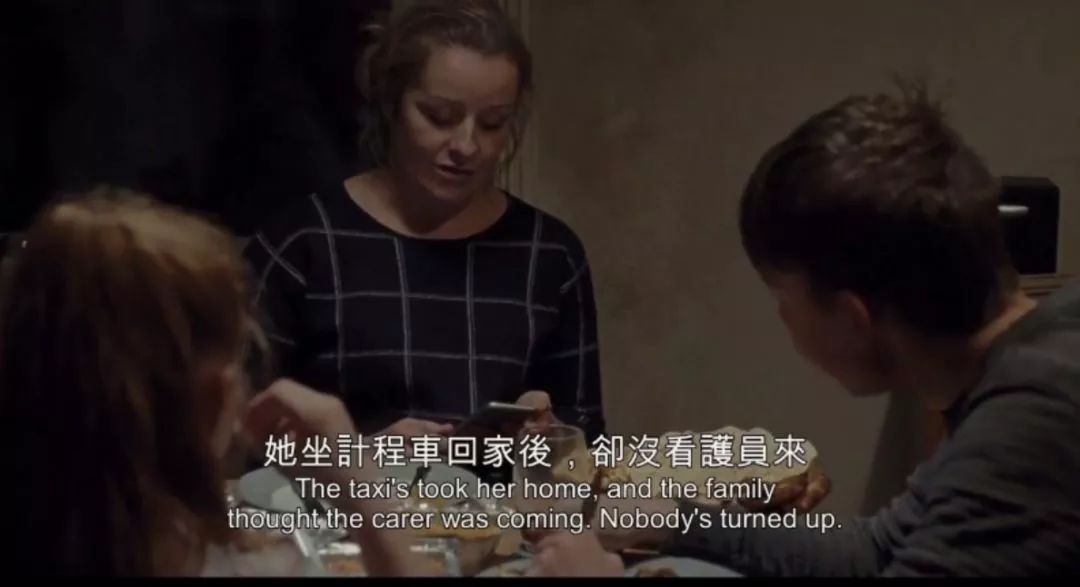 她坐計程車回家後，卻沒看護員來
The taxi's took her home, and the family
thought the carer was coming. Nobody's turned up.